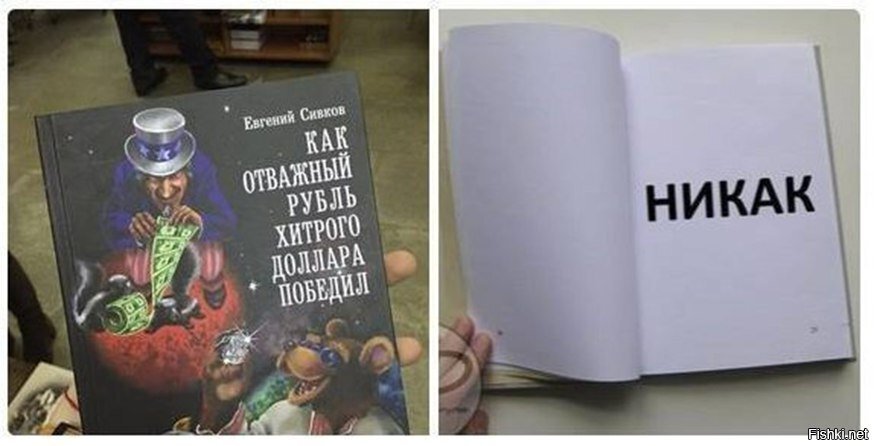 Евгений Сивков
КАК
ОТВАЖНЫЙ
РУБЛЬ
ХИТРОГО
ДОЛЛАРА
ПОБЕДИЛ
НИКАК
Fishki.net